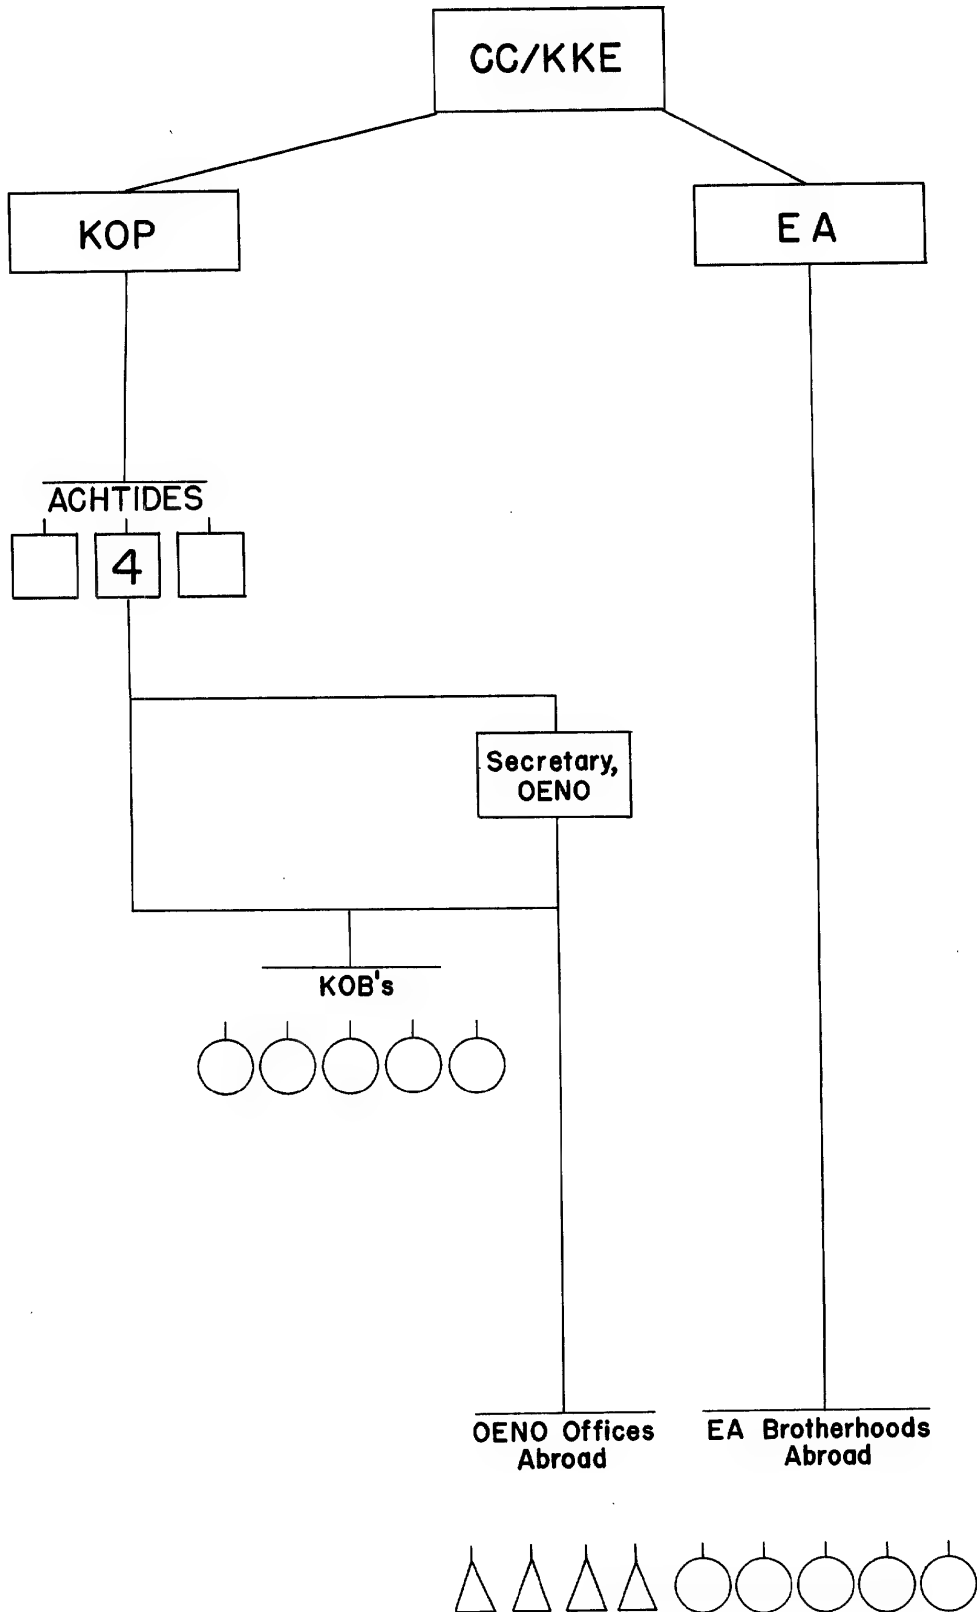 CC/KKE
KOP
EA
ACHTIDES
4
Secretary,
OENO
KOB's
OENO Offices
Abroad
EA Brotherhoods
Abroad